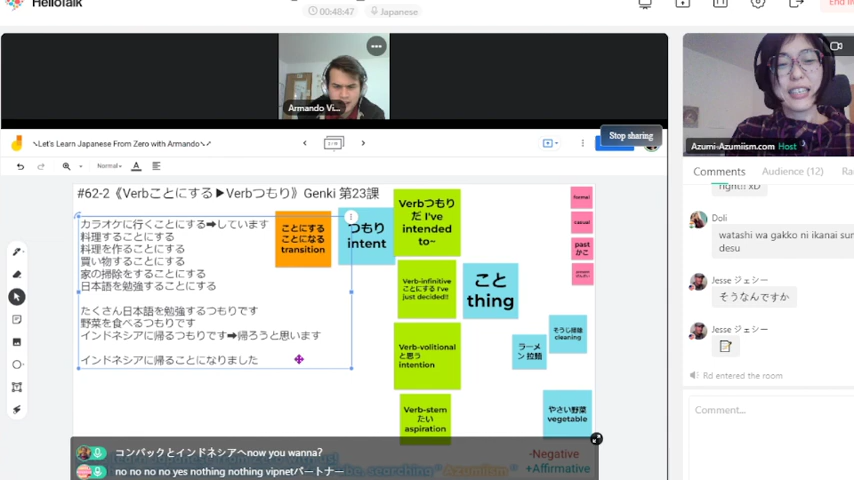 HelloTalk
00:48:47 Japanese
End li
Armando Vi...
Azumi-Azumiism.com Host
Stop sharing
↘Let's Learn Japanese From Zero with Armando↙
Normal
Comments Audience (12) Ra
right!! xD
Doli
watashi wa gakko ni ikanai sun
desu
Jesse ジェシー
そうなんですか
Jesse ジェシー
📝
Rd entered the room
Comment...
#62-2《Verbことにする▶Verbつもり》Genki 第23課
カラオケに行くことにする➡しています
料理することにする
料理を作ることにする
買い物することにする
家の掃除をすることにする
日本語を勉強することにする
たくさん日本語を勉強するつもりです
野菜を食べるつもりです
インドネシアに帰るつもりです➡帰ろうと思います
インドネシアに帰ることになりました
ことにする
ことになる
transition
つもり
intent
Verbつもり
だ I've
intended
to~
Verb-infinitive
ことにする I've
just decided!!
こと
thing
Verb-volitional
と思う
intention
Verb-stem
たい
aspiration
formal
casual
past
かこ
ラーメ
ン 拉麺
そうじ掃除
cleaning
やさい野菜
vegetable
コンパックとインドネシアへnow you wanna?
no no no no yes nothing nothing vipnetパートナー
be searching "Azumiism"
-Negative
+Affirmative